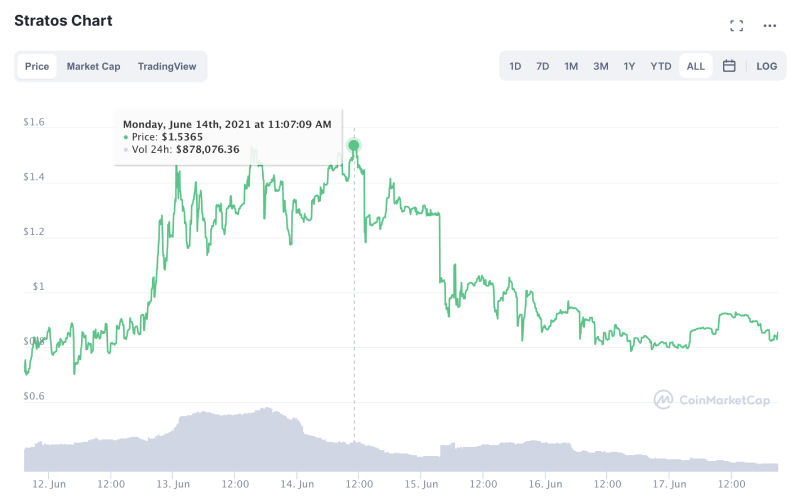 Stratos Chart
Price Market Cap TradingView
1D 7D 1M 3M 1Y YTD ALL LOG
Monday, June 14th, 2021 at 11:07:09 AM
Price: $1.5365
Vol 24h: $878,076.36
$1.6
$1.4
$1.2
$1
$0.8
$0.6
CoinMarketCap
12. Jun 12:00 13. Jun 12:00 14. Jun 12:00 15. Jun 12:00 16. Jun 12:00 17. Jun 12:00